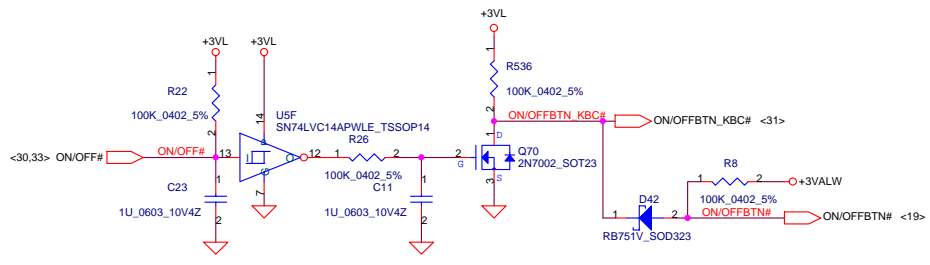 +3VL
+3VL
+3VL
1
R22
100K_0402_5%
2
14
U5F
SN74LVC14APWLE_TSSOP14
P
I
O
G
7
<30,33> ON/OFF#
ON/OFF#
13
12
1
R26
2
100K_0402_5%
1
C23
1U_0603_10V4Z
2
1
C11
1U_0603_10V4Z
2
1
R536
100K_0402_5%
2
ON/OFFBTN_KBC#
ON/OFFBTN_KBC# <31>
1
D
2
G
Q70
2N7002_SOT23
S
3
R8
1
2
+3VALW
100K_0402_5%
D42
1
2
RB751V_SOD323
ON/OFFBTN#
ON/OFFBTN# <19>